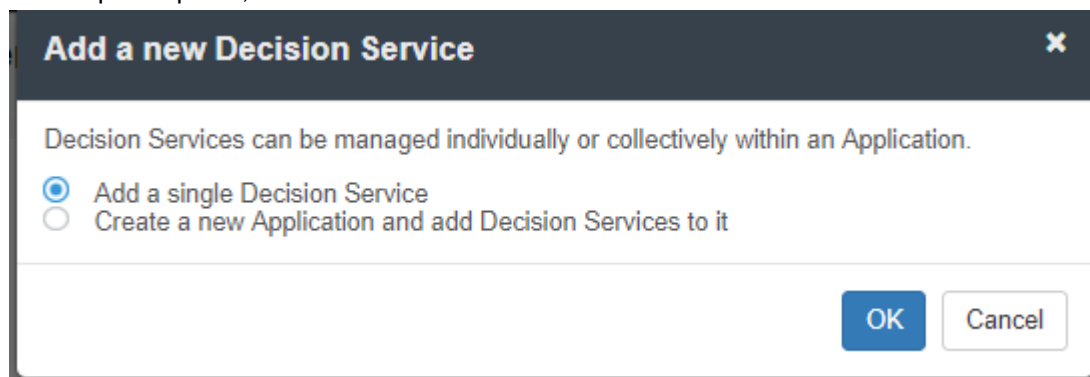 Add a new Decision Service
Decision Services can be managed individually or collectively within an Application.
Add a single Decision Service
Create a new Application and add Decision Services to it
OK Cancel